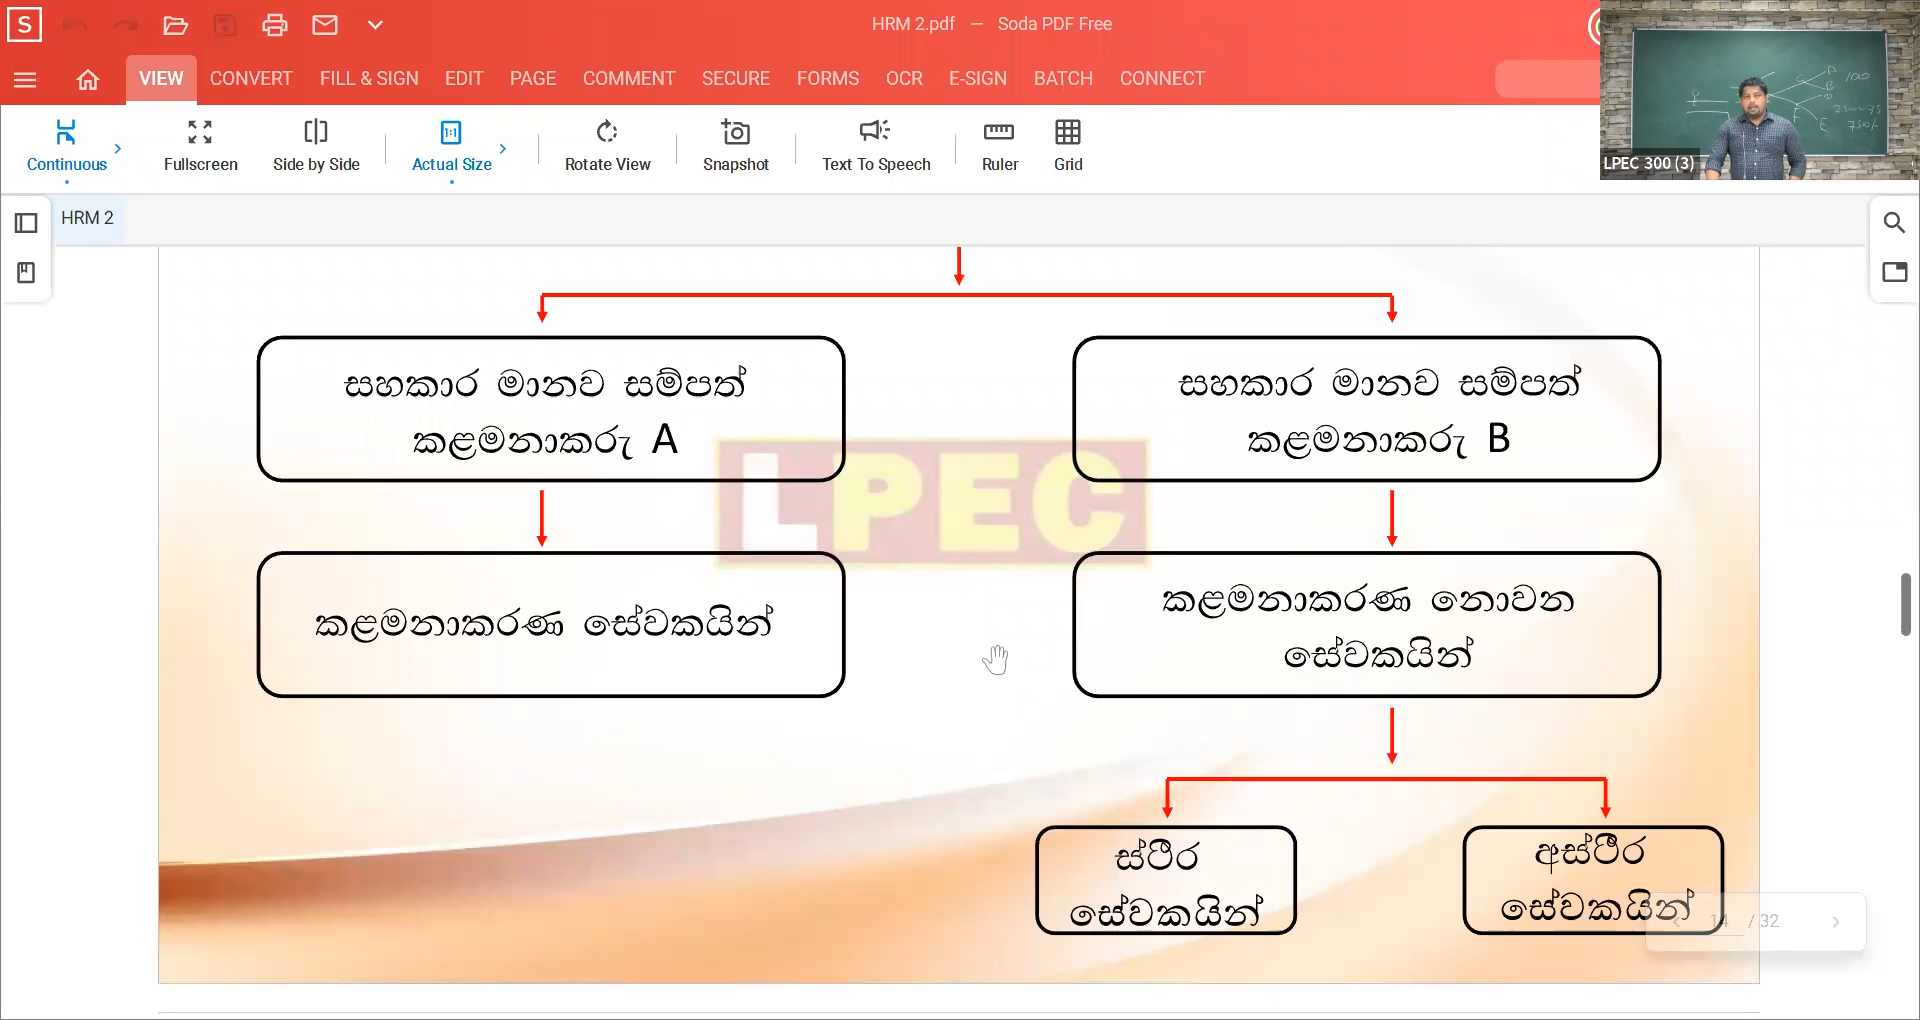 S
HRM 2.pdf — Soda PDF Free
VIEW CONVERT FILL & SIGN EDIT PAGE COMMENT SECURE FORMS OCR E-SIGN BATCH CONNECT
Continuous Fullscreen Side by Side 1:1 Actual Size Rotate View Snapshot Text To Speech Ruler Grid
LPEC 300 (3)
HRM 2
සහකාර මානව සම්පත්
කළමනාකරු A
සහකාර මානව සම්පත්
කළමනාකරු B
LPEC
කළමනාකරණ සේවකයින්
කළමනාකරණ නොවන
සේවකයින්
ස්ථීර
සේවකයින්
අස්ථීර
සේවකයින්
14 / 32